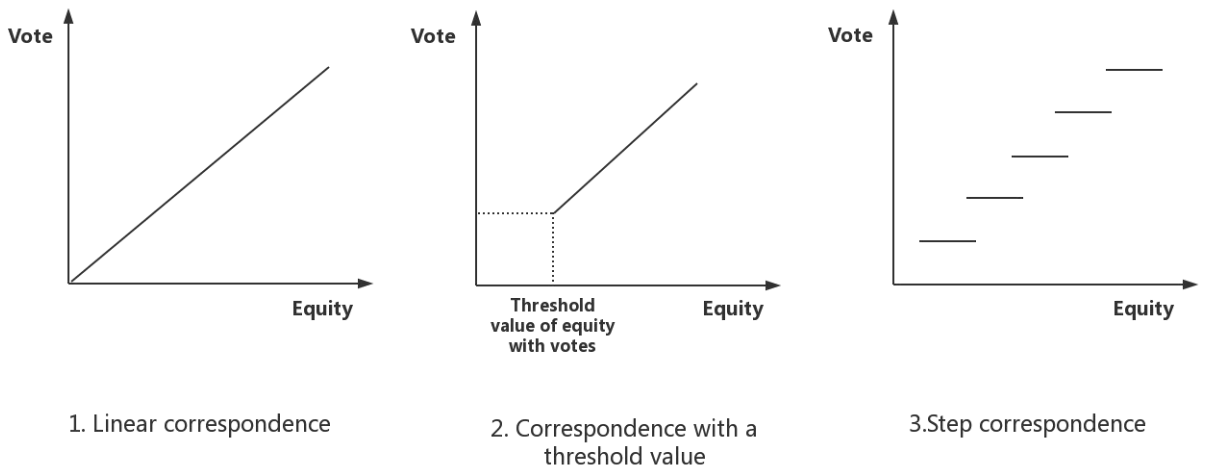 Vote
Equity
1. Linear correspondence
Vote
Threshold
value of equity
with votes
Equity
2. Correspondence with a
threshold value
Vote
Equity
3.Step correspondence